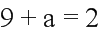 9 + a = 2